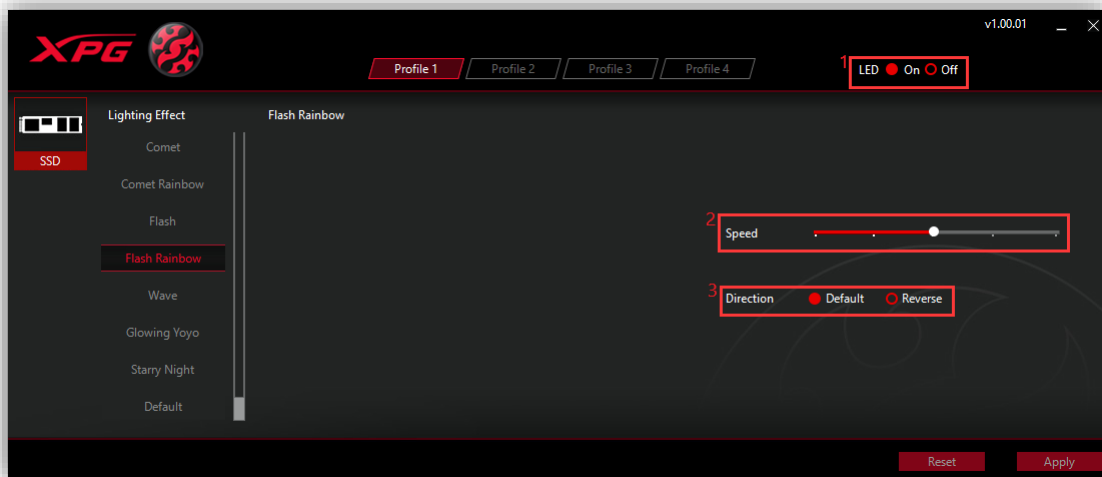 v1.00.01
XPG
Profile 1
Profile 2
Profile 3
Profile 4
1
LED On Off
SSD
Lighting Effect
Comet
Comet Rainbow
Flash
Flash Rainbow
Wave
Glowing Yoyo
Starry Night
Default
Flash Rainbow
2
Speed
3
Direction Default Reverse
Reset
Apply